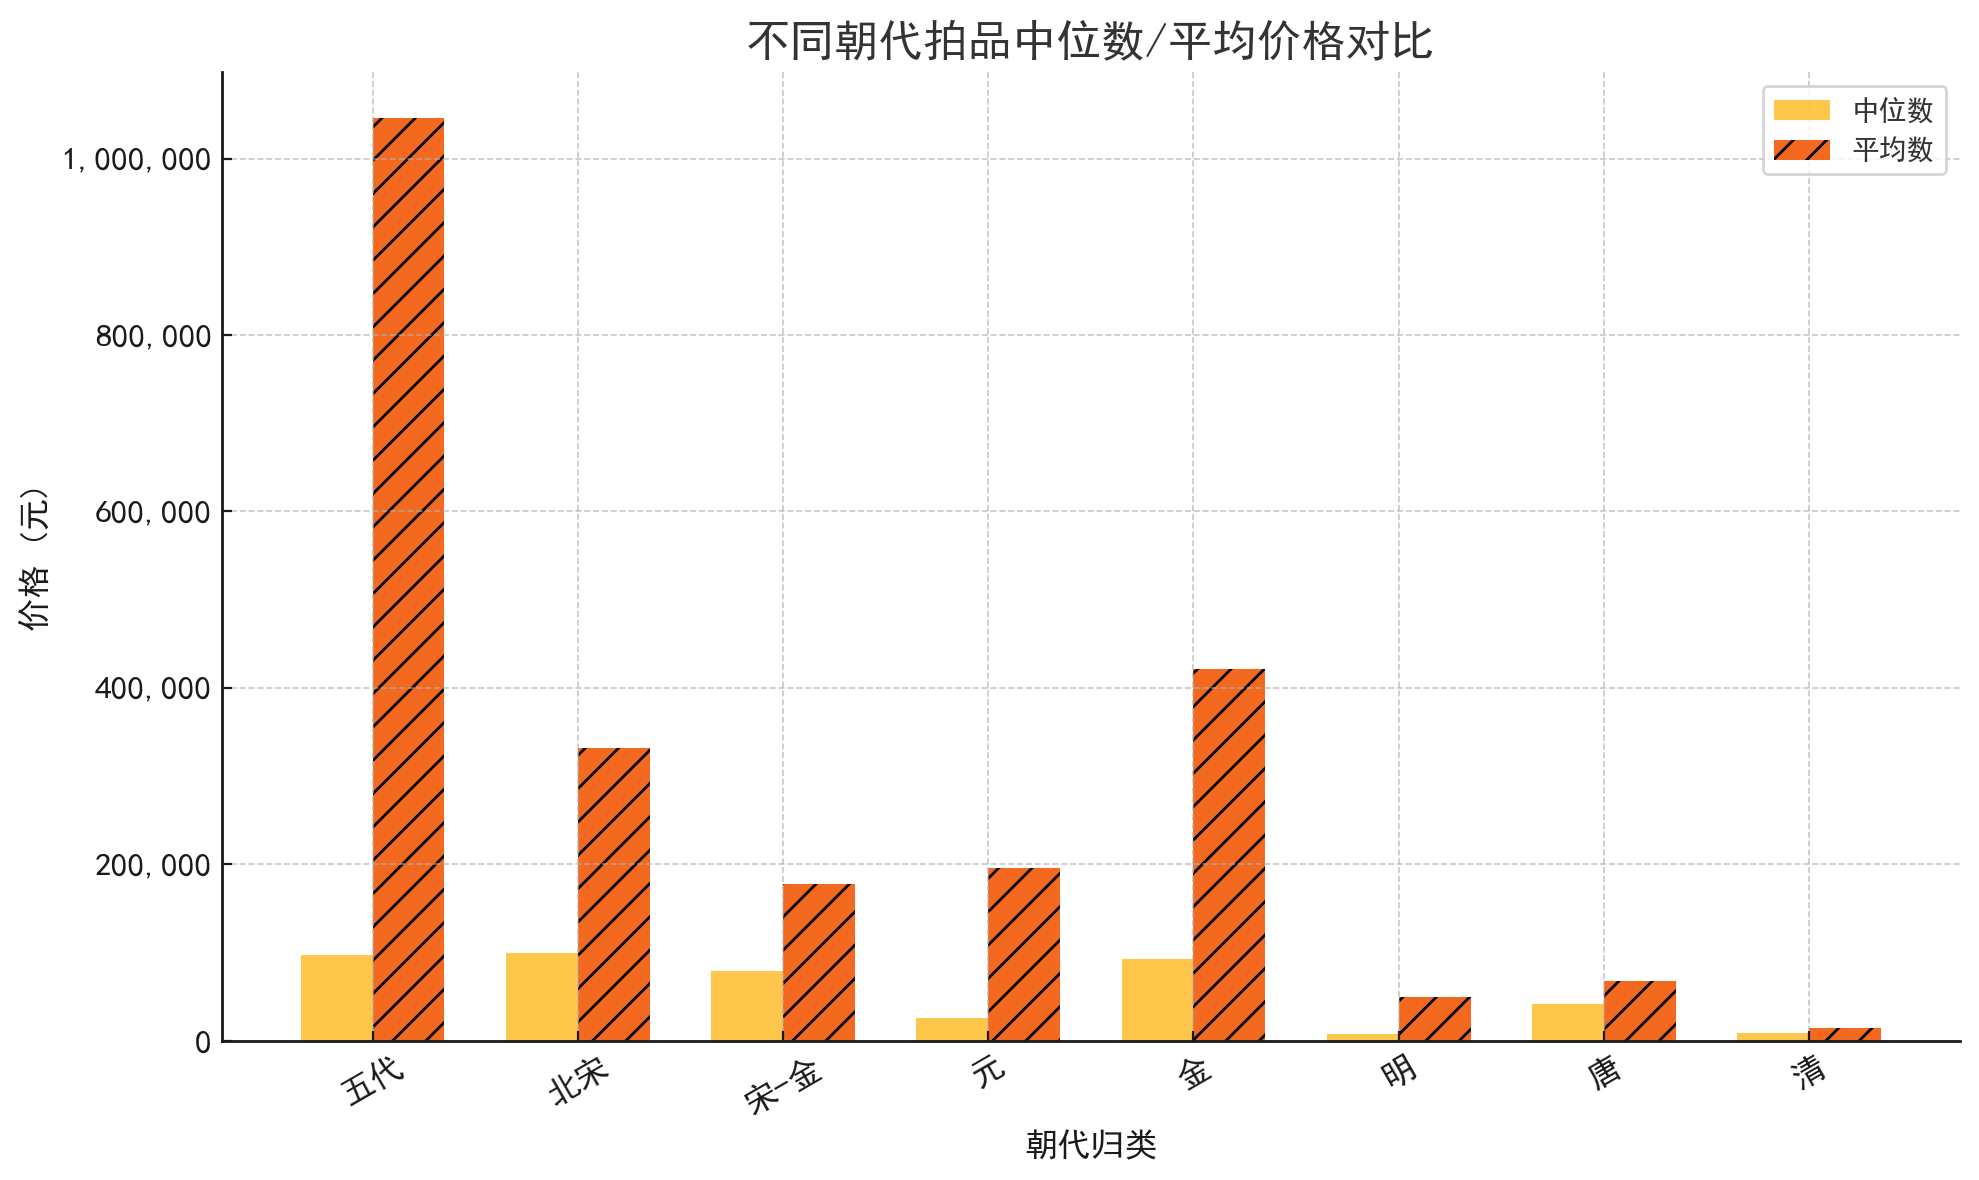 不同朝代拍品中位数/平均价格对比
中位数
平均数
价格（元）
1,000,000
800,000
600,000
400,000
200,000
0
五代
北宋
宋-金
元
金
明
唐
清
朝代归类